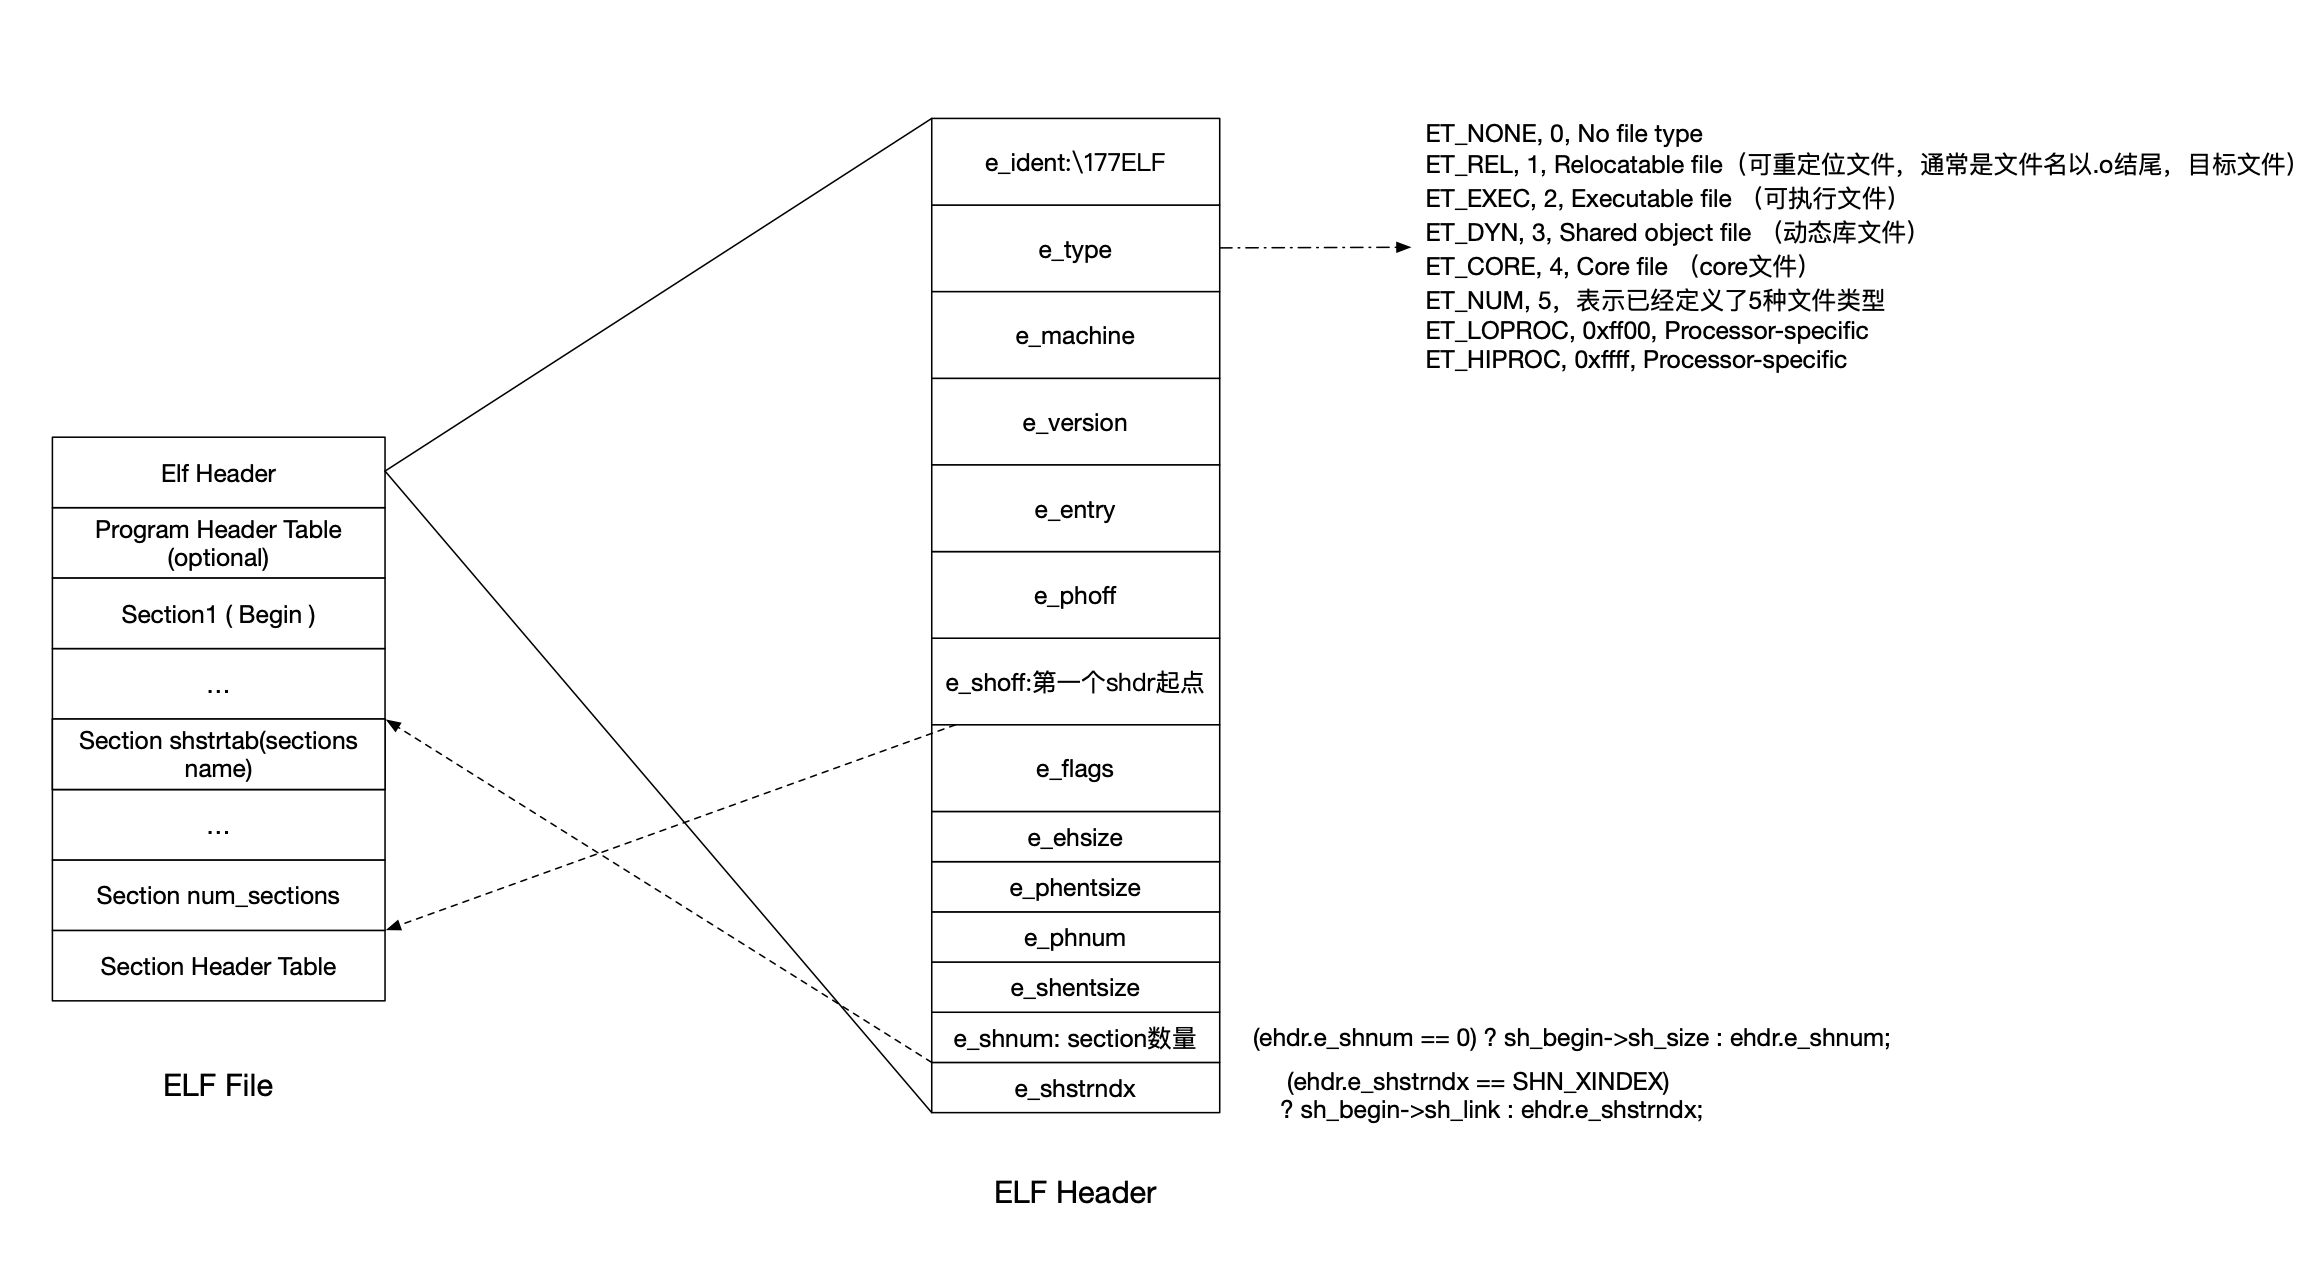 Elf Header
Program Header Table
(optional)
Section1 ( Begin )
...
Section shstrtab(sections
name)
...
Section num_sections
Section Header Table
ELF File
e_ident:\177ELF
e_type
e_machine
e_version
e_entry
e_phoff
e_shoff:第一个shdr起点
e_flags
e_ehsize
e_phentsize
e_phnum
e_shentsize
e_shnum: section数量
e_shstrndx
ELF Header
ET_NONE, 0, No file type
ET_REL, 1, Relocatable file（可重定位文件，通常是文件名以.o结尾，目标文件）
ET_EXEC, 2, Executable file （可执行文件）
ET_DYN, 3, Shared object file （动态库文件）
ET_CORE, 4, Core file （core文件）
ET_NUM, 5，表示已经定义了5种文件类型
ET_LOPROC, 0xff00, Processor-specific
ET_HIPROC, 0xffff, Processor-specific
(ehdr.e_shnum == 0) ? sh_begin->sh_size : ehdr.e_shnum;
(ehdr.e_shstrndx == SHN_XINDEX)
? sh_begin->sh_link : ehdr.e_shstrndx;